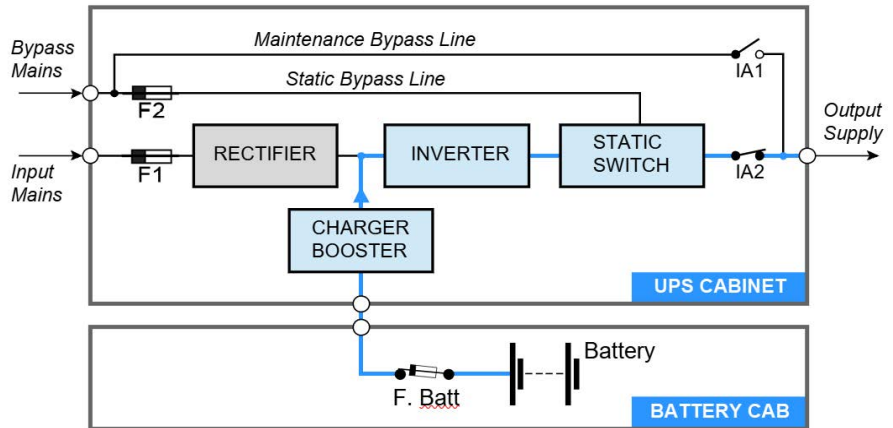 Bypass
Mains
Maintenance Bypass Line
IA1
Static Bypass Line
F2
Output
Supply
RECTIFIER
INVERTER
STATIC
SWITCH
F1
IA2
Input
Mains
CHARGER
BOOSTER
UPS CABINET
Battery
F. Batt
BATTERY CAB